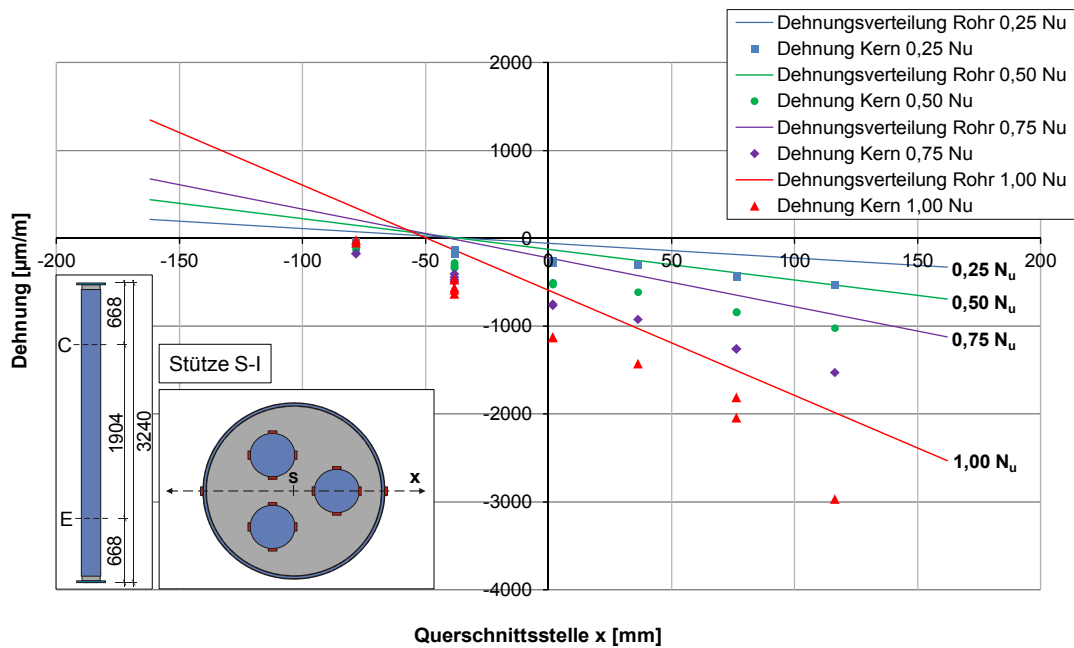 Dehnungsverteilung Rohr 0,25 Nu
Dehnung Kern 0,25 Nu
Dehnungsverteilung Rohr 0,50 Nu
Dehnung Kern 0,50 Nu
Dehnungsverteilung Rohr 0,75 Nu
Dehnung Kern 0,75 Nu
Dehnungsverteilung Rohr 1,00 Nu
Dehnung Kern 1,00 Nu
2000
1000
0
-1000
-2000
-3000
-4000
-200
-150
-100
-50
0
50
100
150
200
Dehnung [µm/m]
Querschnittsstelle x [mm]
0,25 Nu
0,50 Nu
0,75 Nu
1,00 Nu
Stütze S-I
C
E
668
1904
3240
668
S
x